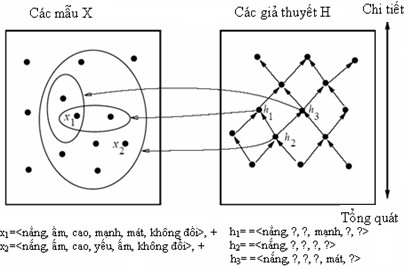 Các mẫu X
Các giả thuyết H
Chi tiết
x1
x2
h1
h3
h2
Tổng quát
x1=<nắng, ấm, cao, mạnh, mát, không đổi>, +
x2=<nắng, ấm, cao, yếu, ấm, không đổi>, +
h1= =<nắng, ?, ?, mạnh, ?, ?>
h2= =<nắng, ?, ?, ?, ?>
h3= =<nắng, ?, ?, ?, mát, ?>